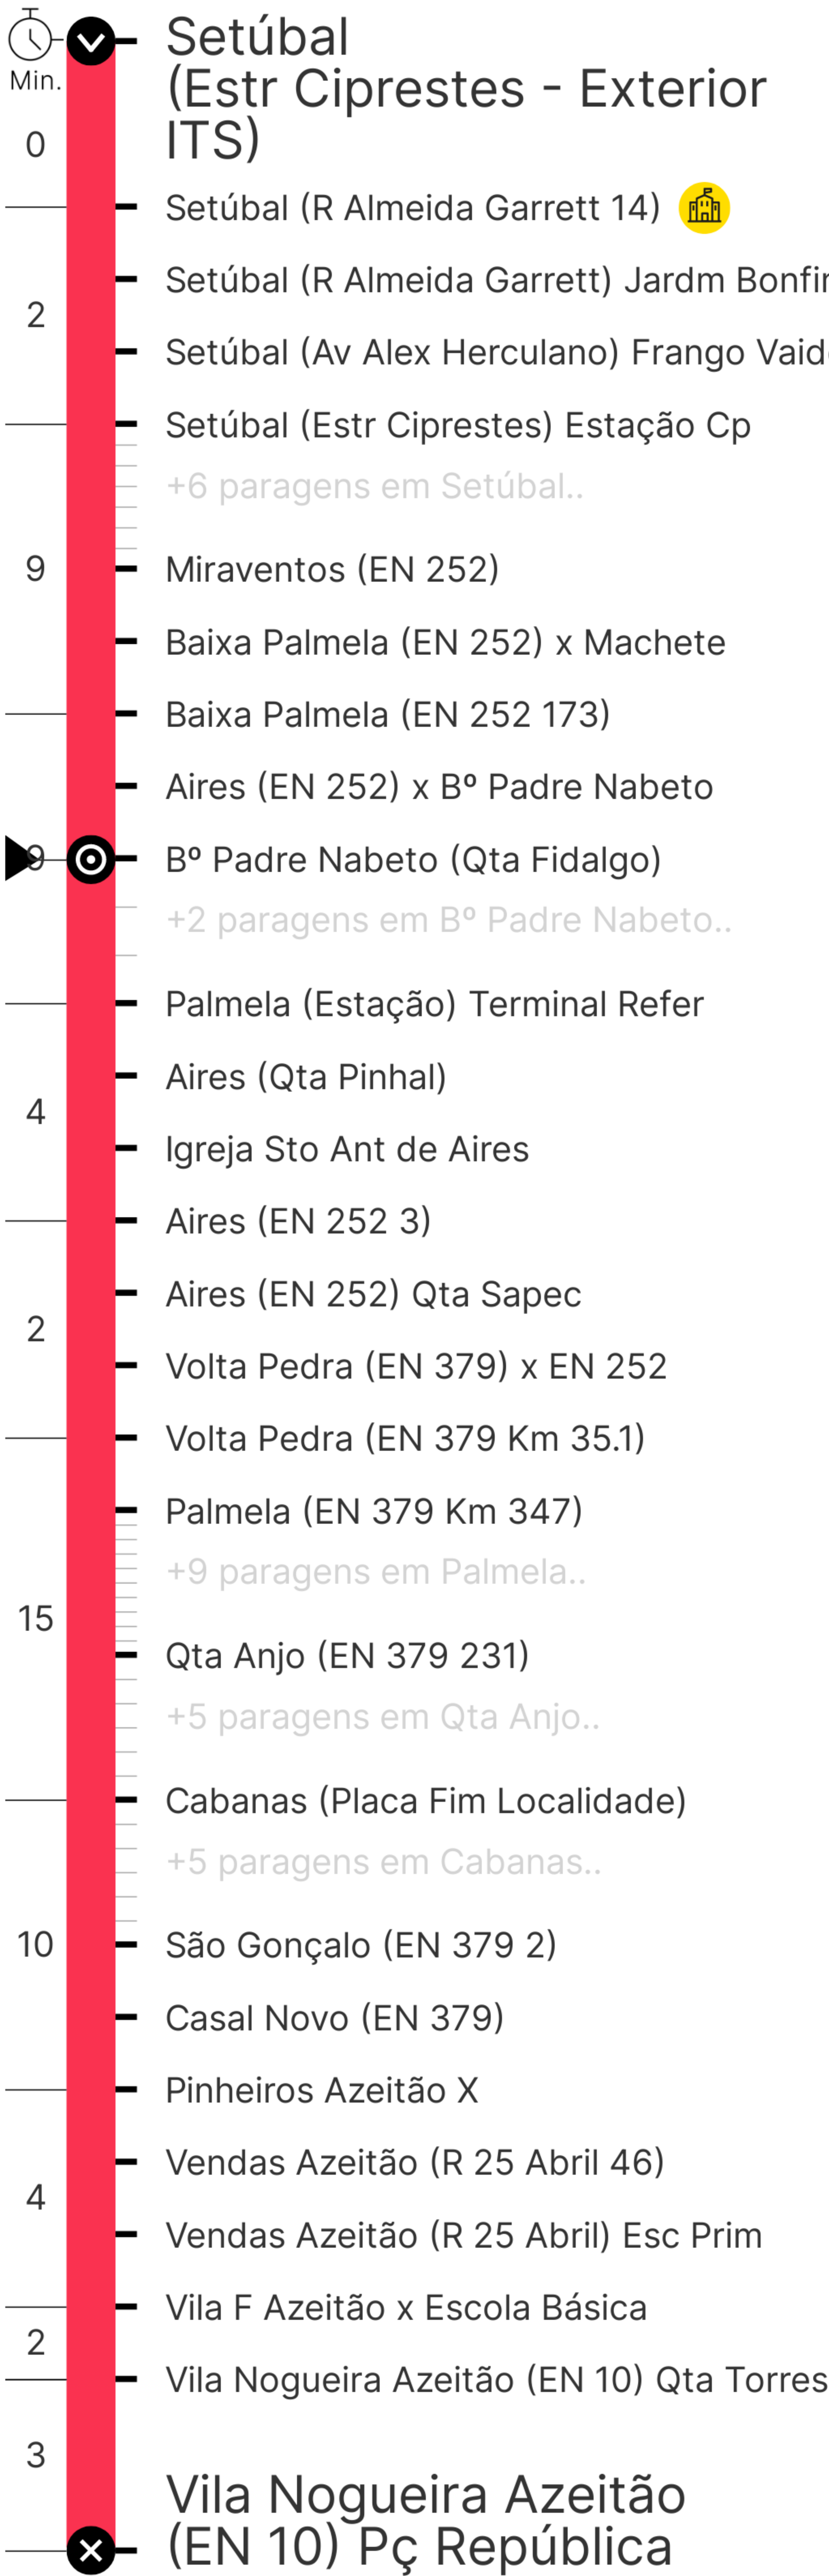 Setúbal
(Estr Ciprestes - Exterior
ITS)
Min.
0
Setúbal (R Almeida Garrett 14)
Setúbal (R Almeida Garrett) Jardm
2
Setúbal (Av Alex Herculano) Frango
Setúbal (Estr Ciprestes) Estação Cp
+6 paragens em Setúbal..
9
Miraventos (EN 252)
Baixa Palmela (EN 252) x Machete
Baixa Palmela (EN 252 173)
Aires (EN 252) x Bº Padre Nabeto
9
Bº Padre Nabeto (Qta Fidalgo)
+2 paragens em Bº Padre Nabeto..
Palmela (Estação) Terminal Refer
Aires (Qta Pinhal)
4
Igreja Sto Ant de Aires
Aires (EN 252 3)
Aires (EN 252) Qta Sapec
2
Volta Pedra (EN 379) x EN 252
Volta Pedra (EN 379 Km 35.1)
Palmela (EN 379 Km 347)
+9 paragens em Palmela..
15
Qta Anjo (EN 379 231)
+5 paragens em Qta Anjo..
Cabanas (Placa Fim Localidade)
+5 paragens em Cabanas..
10
São Gonçalo (EN 379 2)
Casal Novo (EN 379)
Pinheiros Azeitão X
Vendas Azeitão (R 25 Abril 46)
4
Vendas Azeitão (R 25 Abril) Esc Prim
Vila F Azeitão x Escola Básica
2
Vila Nogueira Azeitão (EN 10) Qta Torres
3
Vila Nogueira Azeitão
(EN 10) Pç República